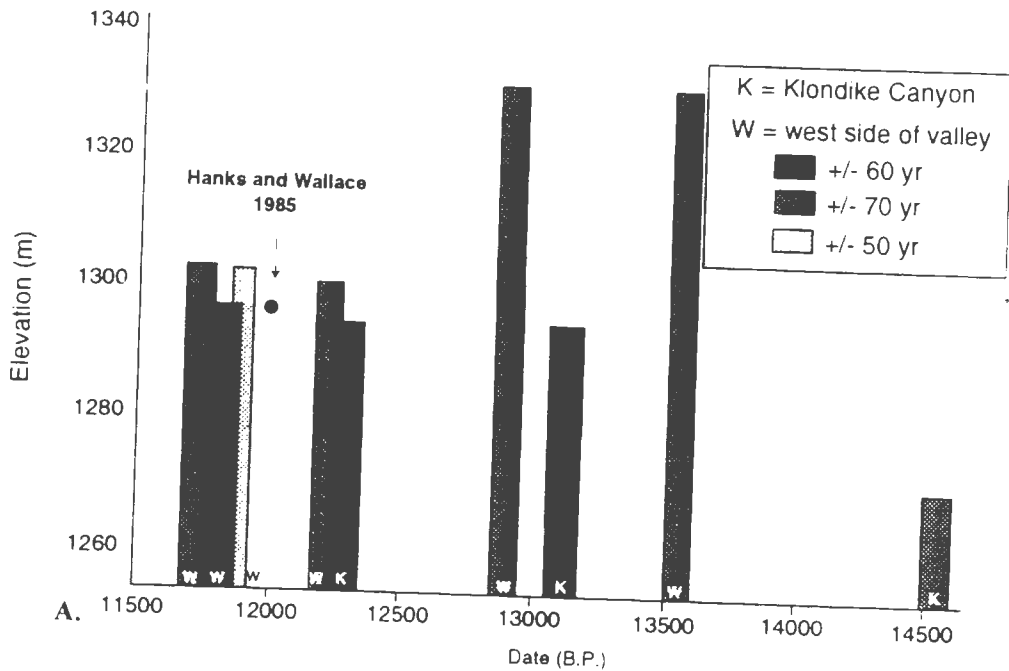 1340
1320
1300
1280
1260
Elevation (m)
Hanks and Wallace
1985
K = Klondike Canyon
W = west side of valley
+/- 60 yr
+/- 70 yr
+/- 50 yr
W W W W K W K W K
11500 12000 12500 13000 13500 14000 14500
A.
Date (B.P.)